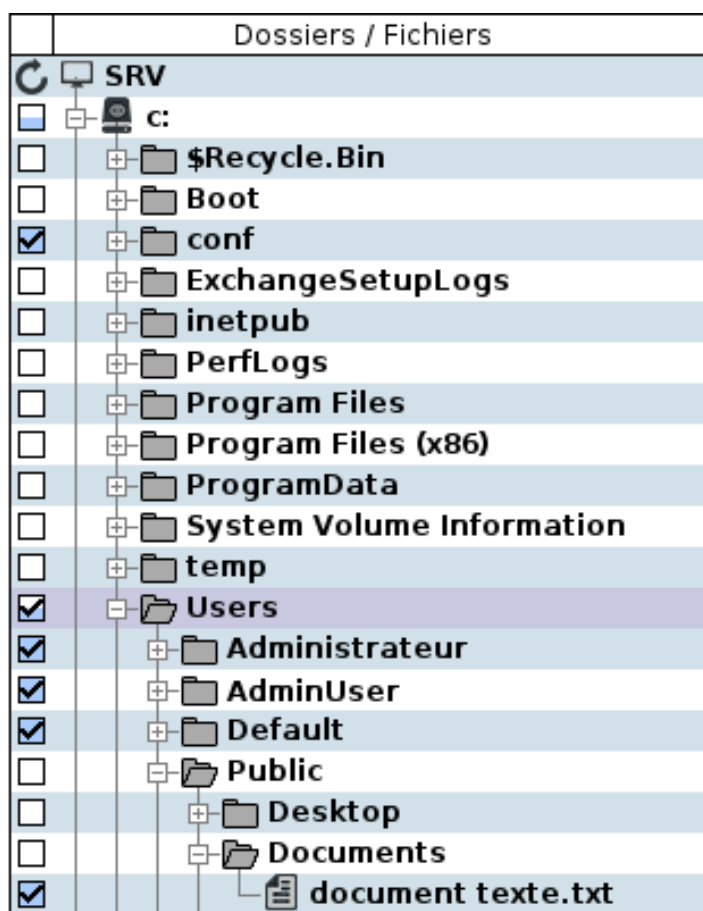 Dossiers / Fichiers
SRV
c:
$Recycle.Bin
Boot
conf
ExchangeSetupLogs
inetpub
PerfLogs
Program Files
Program Files (x86)
ProgramData
System Volume Information
temp
Users
Administrateur
AdminUser
Default
Public
Desktop
Documents
document texte.txt